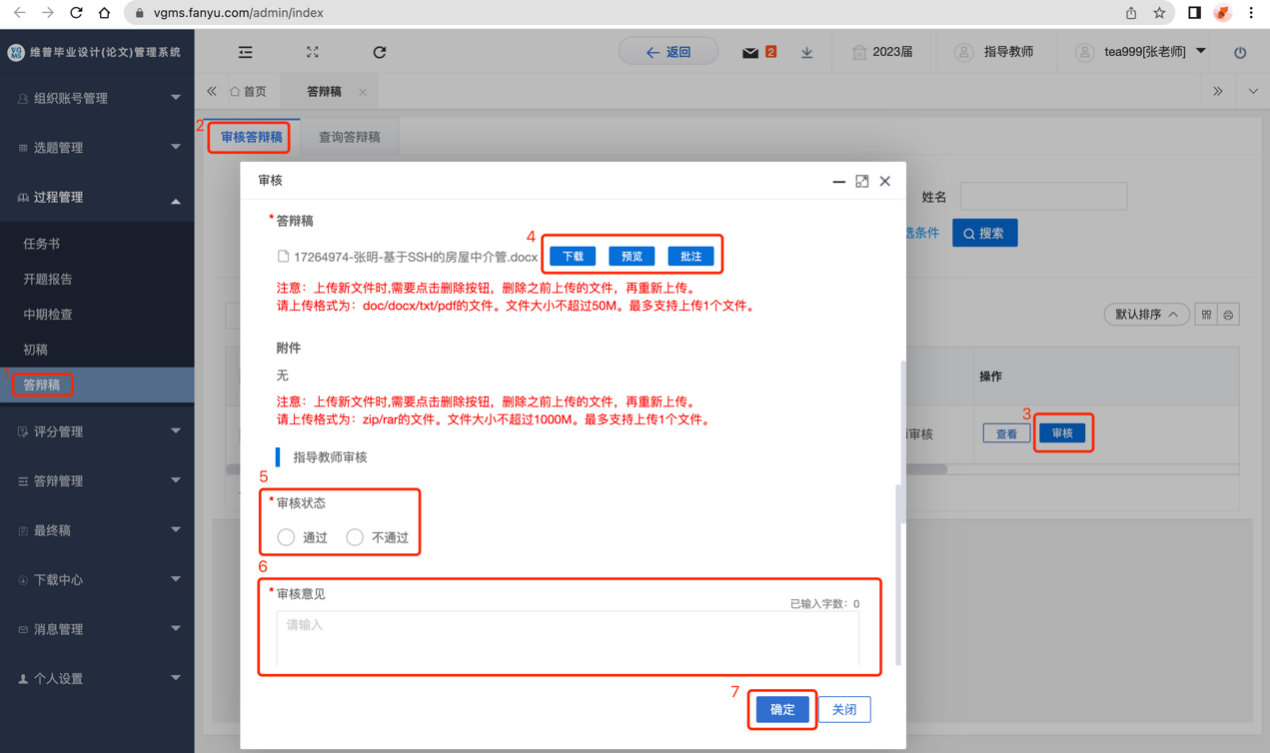 vgms.fanyu.com/admin/index
VG MS 维普毕业设计(论文)管理系统
返回
2
2023届
指导教师
tea999[张老师]
组织账号管理
首页
答辩稿
2
审核答辩稿
查询答辩稿
选题管理
审核
过程管理
姓名
答辩稿
选条件
搜索
任务书
4
17264974-张明-基于SSH的房屋中介管.docx
下载
预览
批注
开题报告
注意：上传新文件时,需要点击删除按钮，删除之前上传的文件，再重新上传。
请上传格式为：doc/docx/txt/pdf的文件。文件大小不超过50M。最多支持上传1个文件。
中期检查
默认排序
初稿
附件
无
操作
1
答辩稿
注意：上传新文件时,需要点击删除按钮，删除之前上传的文件，再重新上传。
请上传格式为：zip/rar的文件。文件大小不超过1000M。最多支持上传1个文件。
3
评分管理
审核
查看
审核
指导教师审核
答辩管理
5
*审核状态
通过
不通过
最终稿
6
下载中心
*审核意见
已输入字数：0
请输入
消息管理
个人设置
7
确定
关闭